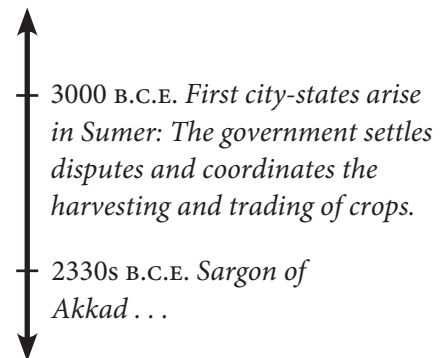 3000 B.C.E. First city-states arise
in Sumer: The government settles
disputes and coordinates the
harvesting and trading of crops.
2330s B.C.E. Sargon of
Akkad . . .